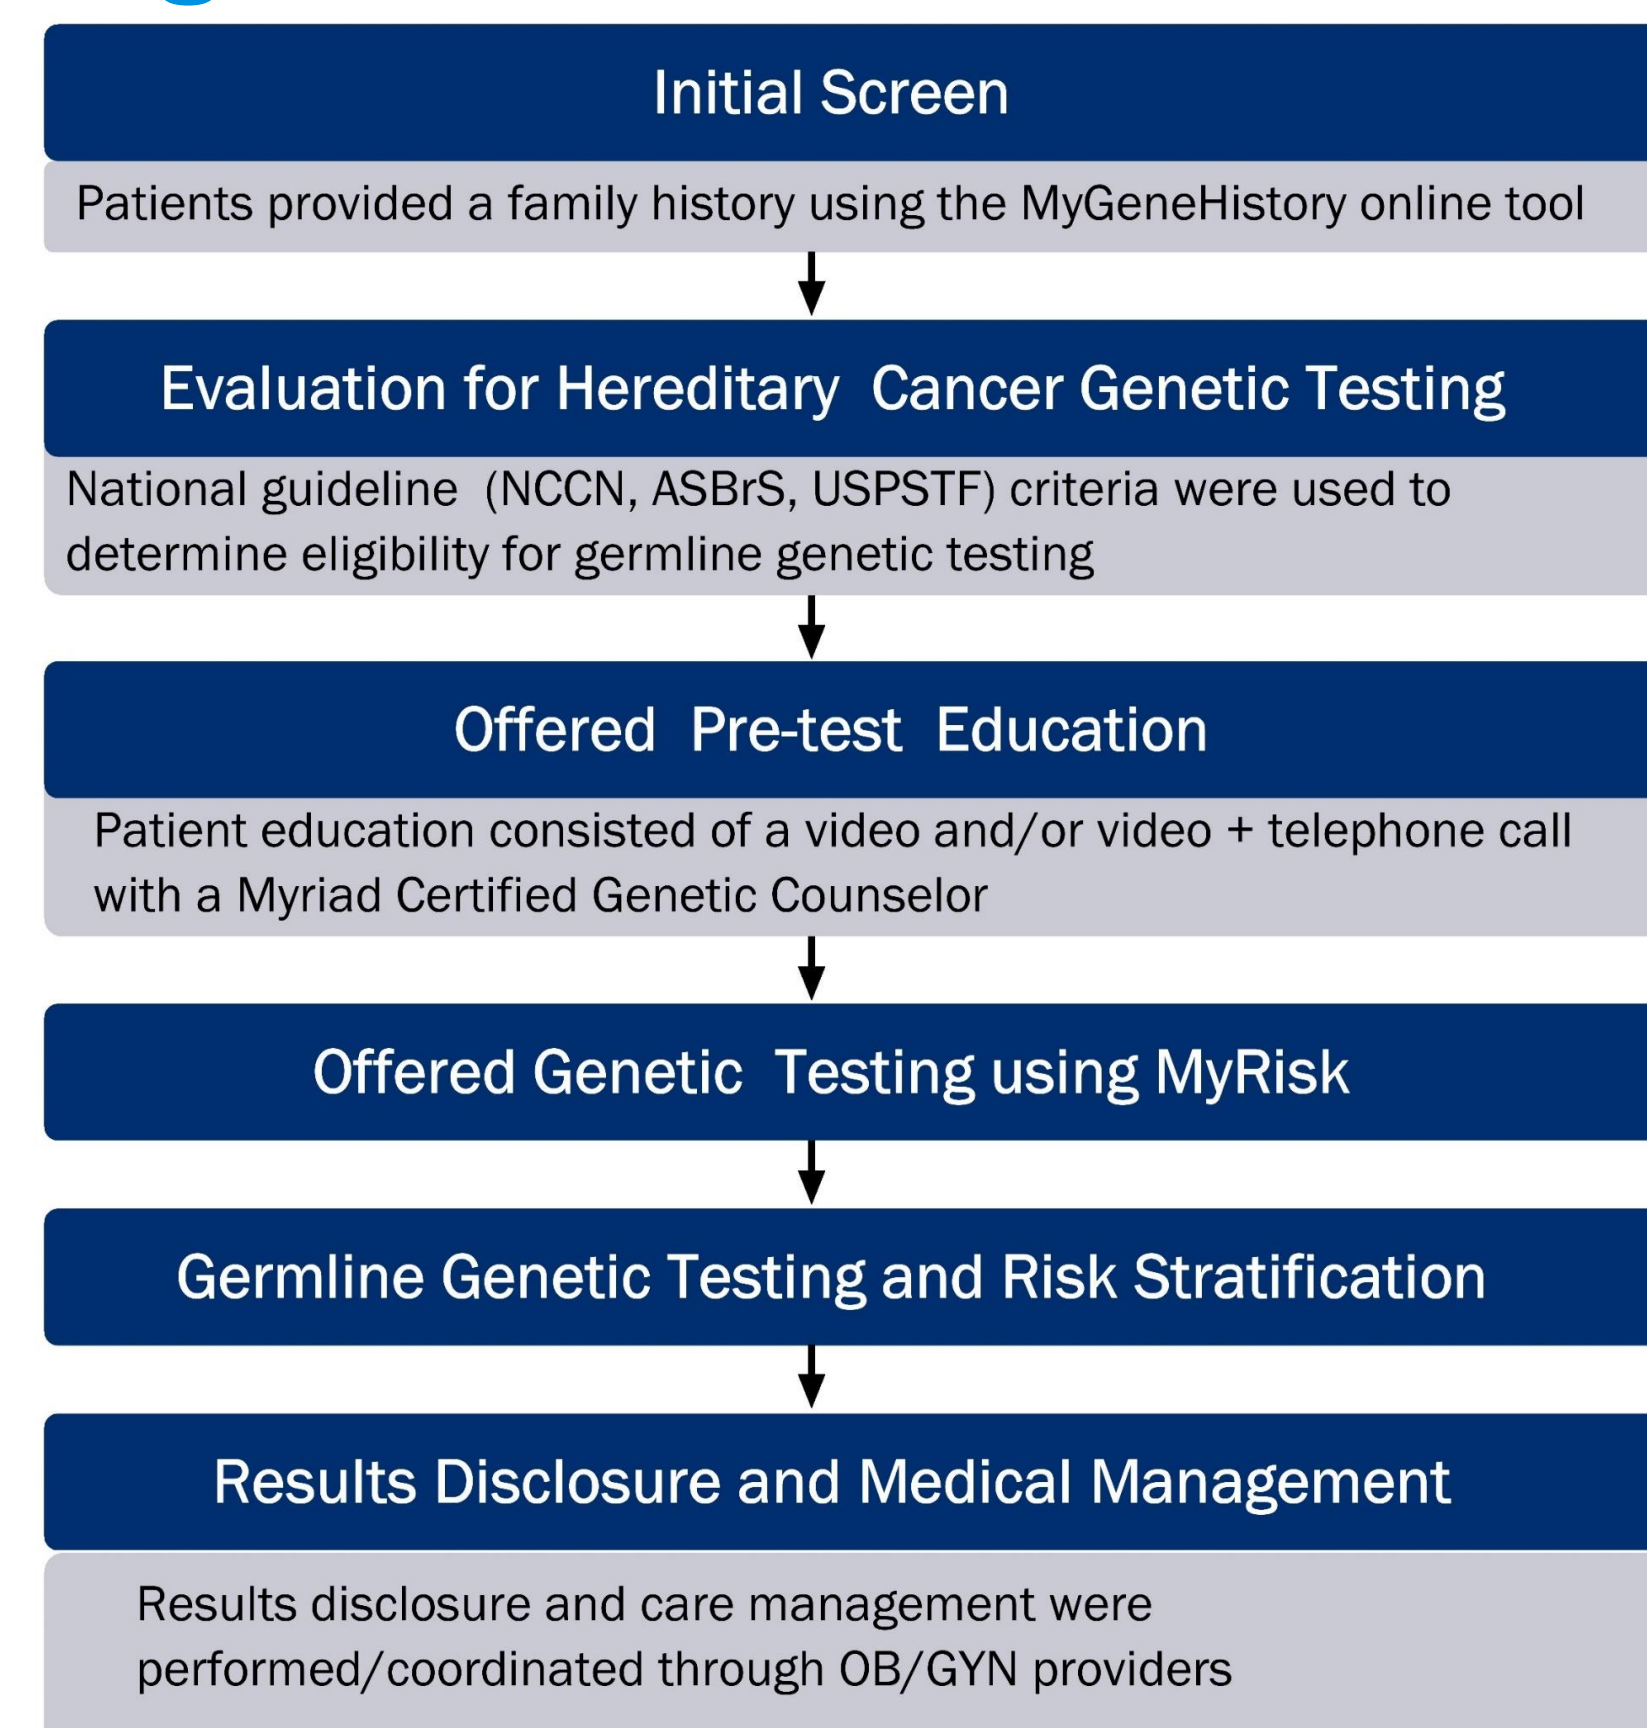 Initial Screen
Patients provided a family history using the MyGeneHistory online tool
Evaluation for Hereditary Cancer Genetic Testing
National guideline (NCCN, ASBrS, USPSTF) criteria were used to
determine eligibility for germline genetic testing
Offered Pre-test Education
Patient education consisted of a video and/or video + telephone call
with a Myriad Certified Genetic Counselor
Offered Genetic Testing using MyRisk
Germline Genetic Testing and Risk Stratification
Results Disclosure and Medical Management
Results disclosure and care management were
performed/coordinated through OB/GYN providers